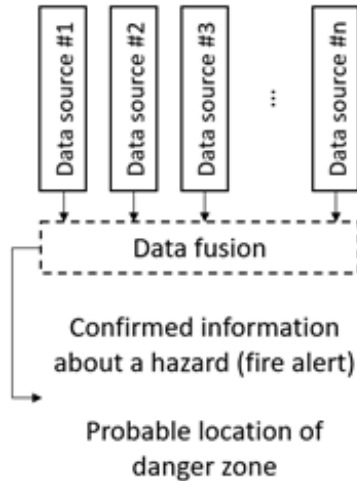 Data source #1
Data source #2
Data source #3
...
Data source #n
Data fusion
Confirmed information
about a hazard (fire alert)
Probable location of
danger zone